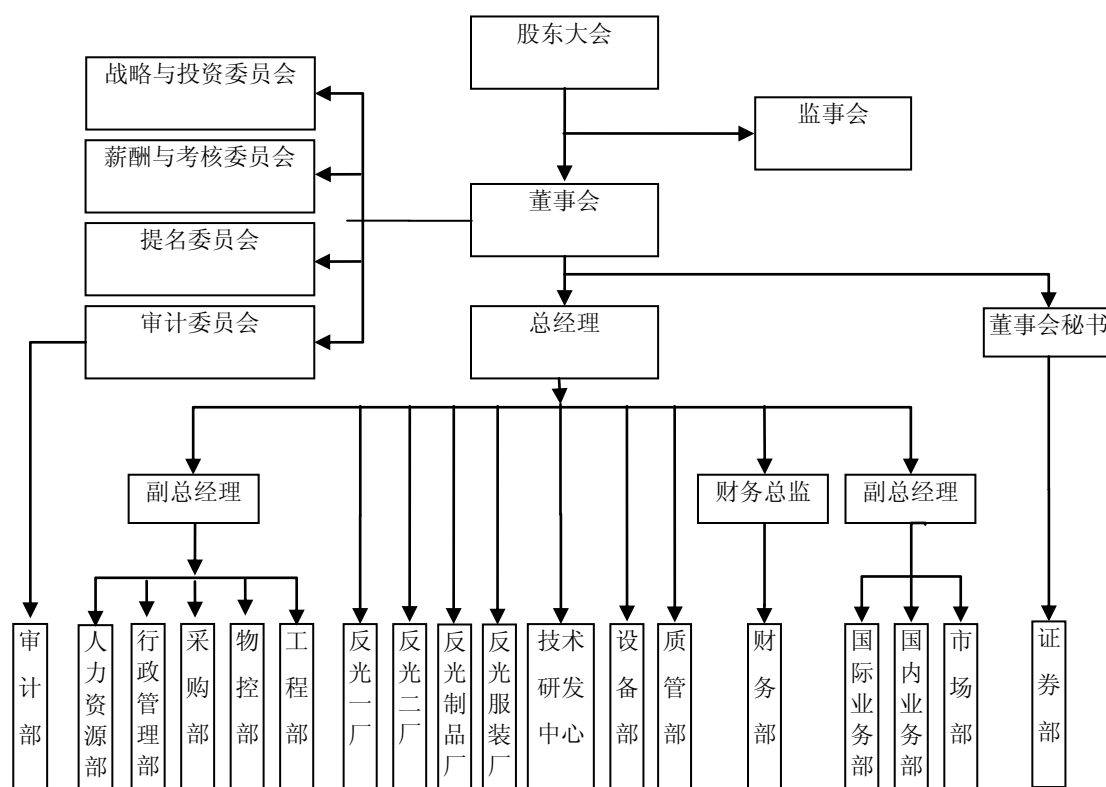 股东大会
战略与投资委员会
监事会
薪酬与考核委员会
董事会
提名委员会
审计委员会
总经理
董事会秘书
副总经理
财务总监
副总经理
审计部
人力资源部
行政管理部
采购部
物控部
工程部
反光一厂
反光二厂
反光制品厂
反光服装厂
技术
研发
中心
设备部
质管部
财务部
国际业务部
国内业务部
市场部
证券部